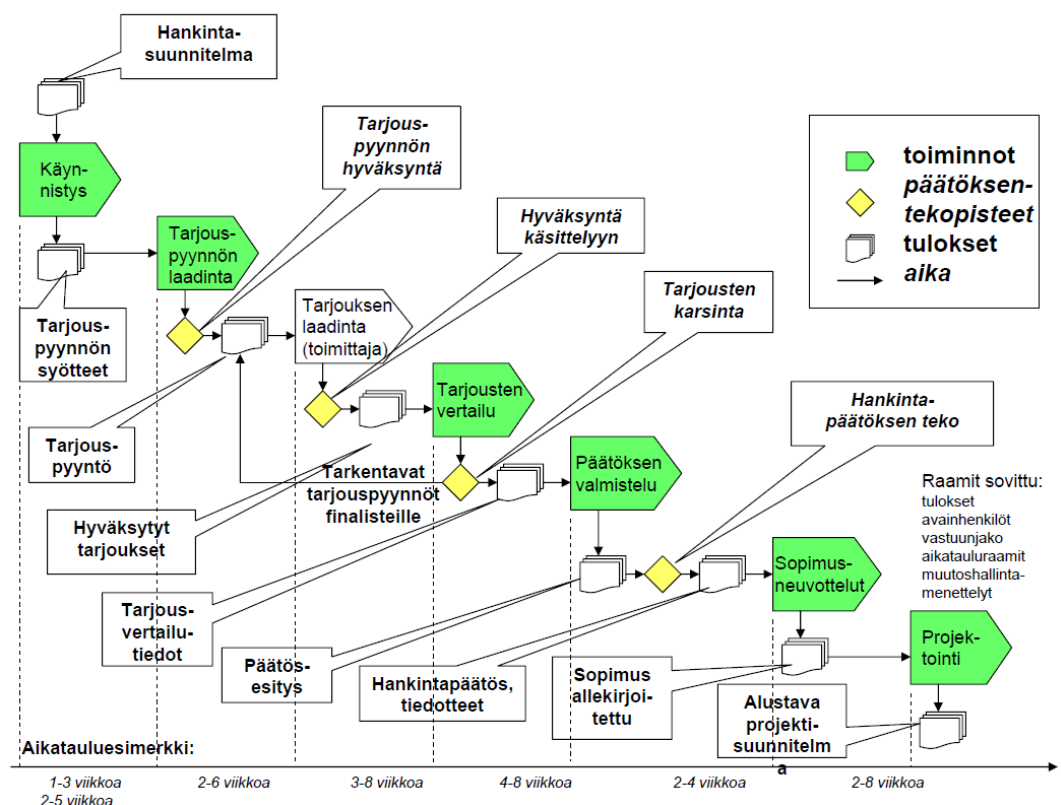 Hankinta-
suunnitelma
Käyn-
nistys
Tarjous-
pyynnön
syötteet
Tarjous-
pyynnön
laadinta
Tarjous-
pyynnön
hyväksyntä
Tarjous-
pyyntö
Tarjouksen
laadinta
(toimittaja)
Hyväksyntä
käsittelyyn
Hyväksytyt
tarjoukset
Tarjousten
vertailu
Tarjousten
karsinta
Tarkentavat
tarjouspyynnöt
finalisteille
Tarjous-
vertailu-
tiedot
Päätöksen
valmistelu
Päätös-
esitys
Hankinta-
päätöksen teko
Hankintapäätös,
tiedotteet
Sopimus-
neuvottelut
Sopimus
allekirjoi-
tettu
Raamit sovittu:
tulokset
avainhenkilöt
vastuunjako
aikatauluraamit
muutoshallinta-
menettelyt
Projek-
tointi
Alustava
projekti-
suunnitelm
a
toiminnot
päätöksen-
tekopisteet
tulokset
aika
Aikatauluesimerkki:
1-3 viikkoa
2-6 viikkoa
3-8 viikkoa
4-8 viikkoa
2-4 viikkoa
2-8 viikkoa
2-5 viikkoa